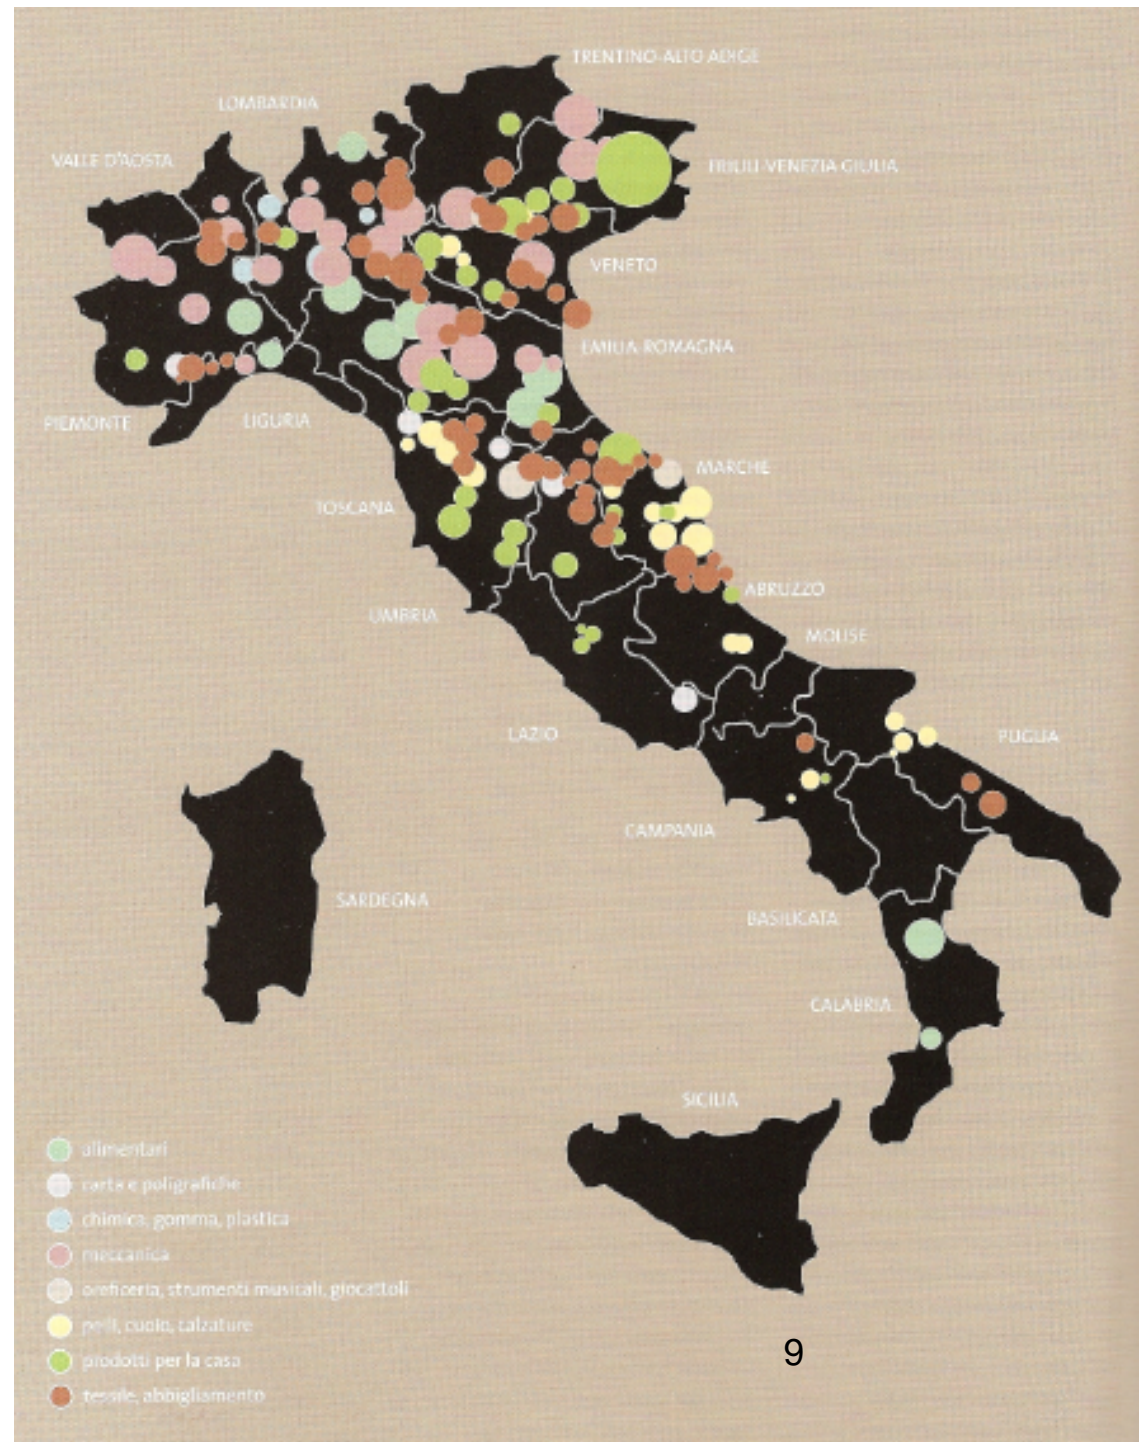 TRENTINO-ALTO ADIGE
LOMBARDIA
VALLE D'AOSTA
FRIULI-VENEZIA GIULIA
VENETO
EMILIA ROMAGNA
PIEMONTE
LIGURIA
MARCHE
TOSCANA
ABRUZZO
UMBRIA
MOLISE
LAZIO
PUGLIA
CAMPANIA
SARDEGNA
BASILICATA
CALABRIA
SICILIA
alimentari
carta e poligrafiche
chimica, gomma, plastica
meccanica
oreficeria, strumenti musicali, giocattoli
pelli, cuoio, calzature
prodotti per la casa
tessile, abbigliamento
9